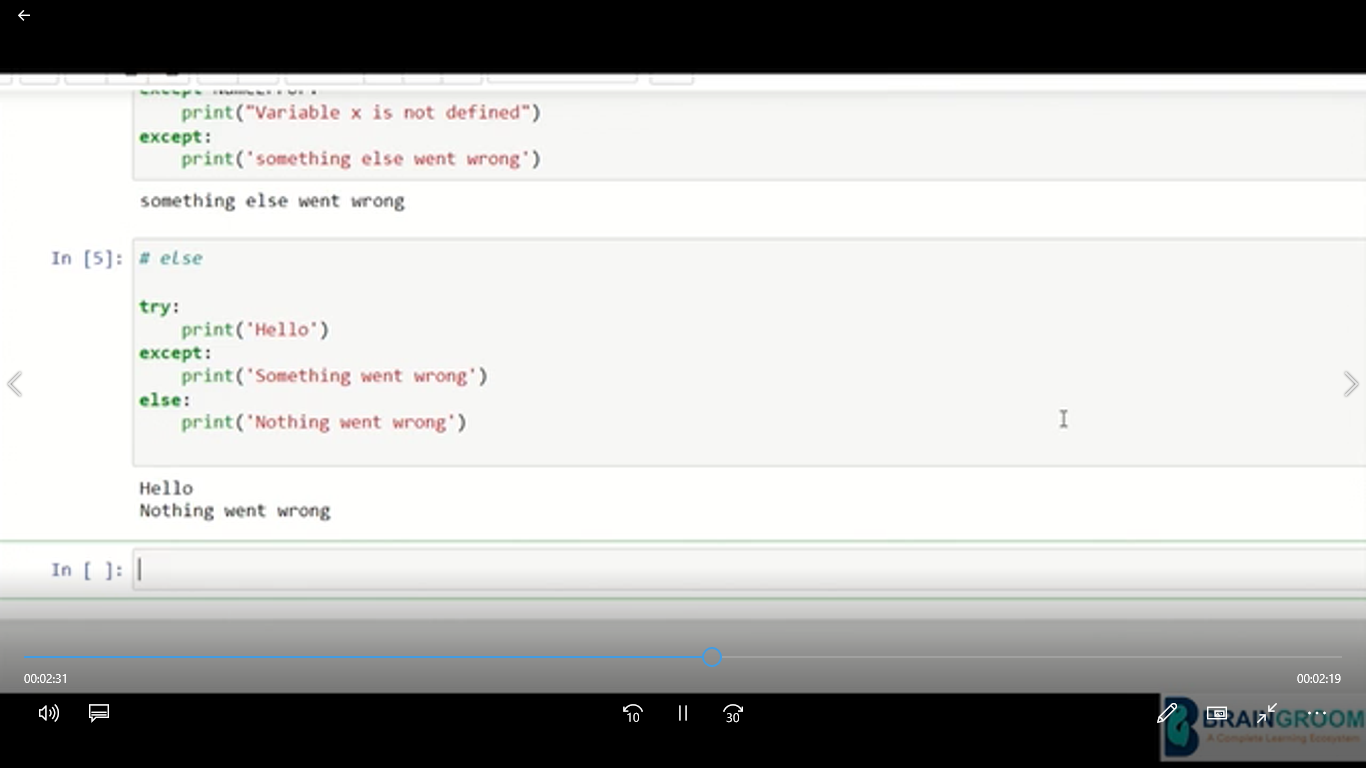 except NameError:
print("Variable x is not defined")
except:
print('something else went wrong')
something else went wrong
In [5]:
# else
try:
print('Hello')
except:
print('Something went wrong')
else:
print('Nothing went wrong')
Hello
Nothing went wrong
In [ ]:
00:02:31
00:02:19
10
30
BRAINGROOM
A Complete Learning Ecosystem